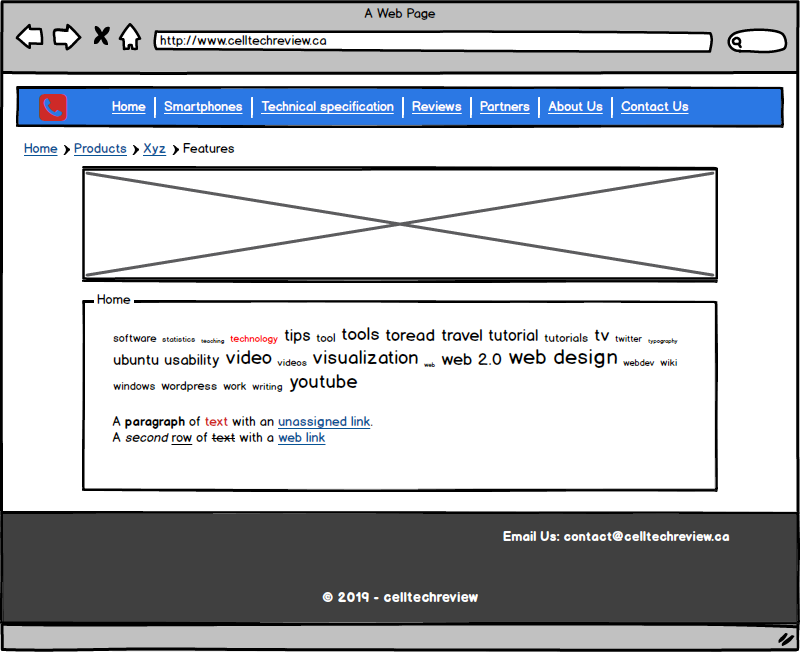 A Web Page
http://www.celltechreview.ca
Home Smartphones Technical specification Reviews Partners About Us Contact Us
Home Products Xyz Features
Home
software statistics teaching technology tips tool tools toread travel tutorial tutorials tv twitter typography
ubuntu usability video videos visualization web web 2.0 web design webdev wiki
windows wordpress work writing youtube
A paragraph of text with an unassigned link.
A second row of text with a web link
Email Us: contact@celltechreview.ca
© 2019 - celltechreview